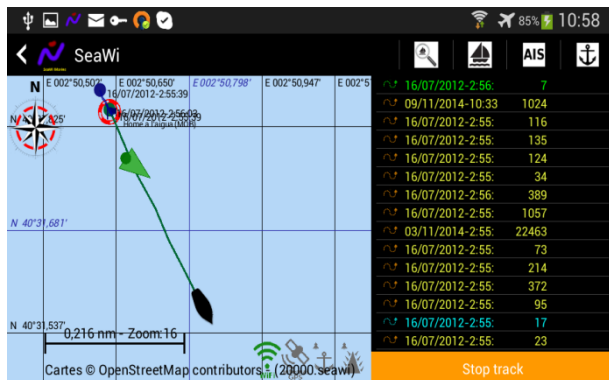 85% 10:58
SeaWi
AIS
N
E 002°50,502' E 002°50,650' E 002°50,798' E 002°50,947' E 002°5
16/07/2012-2:55:39
Home a l'aigua (MOB)
N 40°31,681'
N 40°31,537'
0,216 nm - Zoom:16
WiFi
GPS
Cartes © OpenStreetMap contributors - (20000.seawi)
16/07/2012-2:56: 7
09/11/2014-10:33 1024
16/07/2012-2:55: 116
16/07/2012-2:55: 135
16/07/2012-2:55: 124
16/07/2012-2:55: 34
16/07/2012-2:56: 389
16/07/2012-2:55: 1057
03/11/2014-2:55: 22463
16/07/2012-2:55: 73
16/07/2012-2:55: 214
16/07/2012-2:55: 372
16/07/2012-2:55: 95
16/07/2012-2:55: 17
16/07/2012-2:55: 23
Stop track